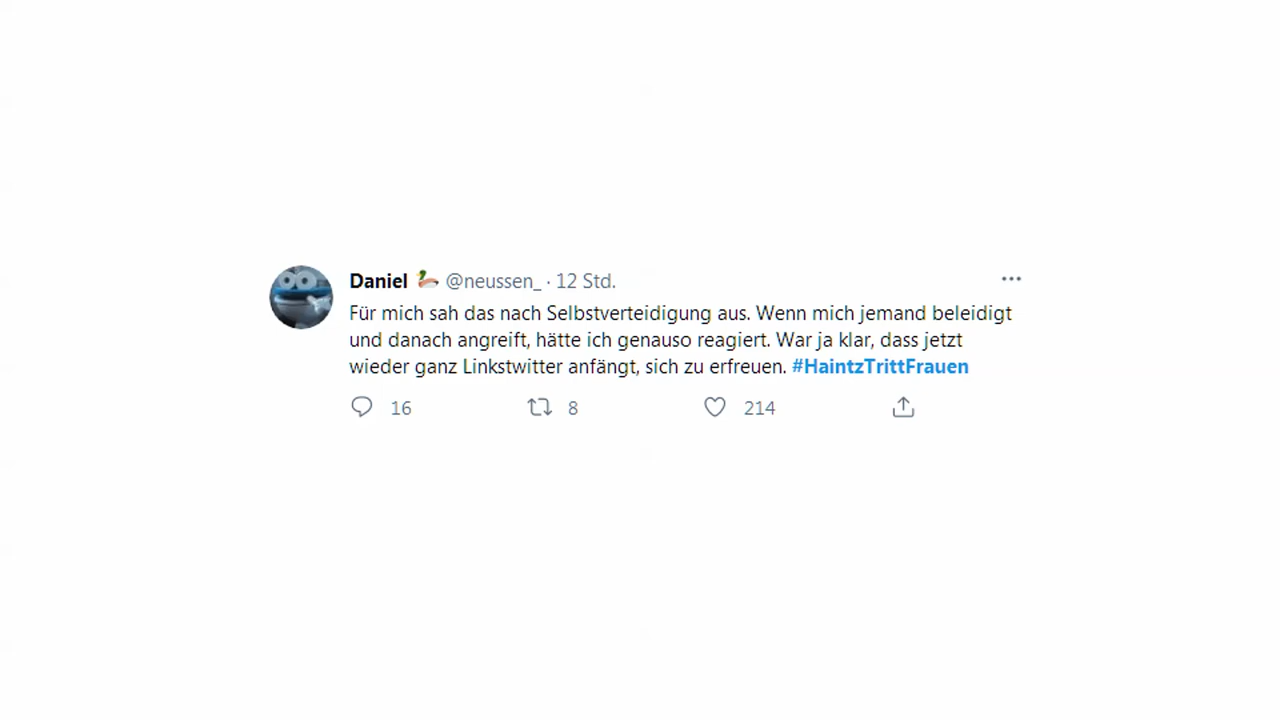 Daniel @neussen_ · 12 Std.
Für mich sah das nach Selbstverteidigung aus. Wenn mich jemand beleidigt
und danach angreift, hätte ich genauso reagiert. War ja klar, dass jetzt
wieder ganz Linkstwitter anfängt, sich zu erfreuen. #HaintzTrittFrauen
16 8 214